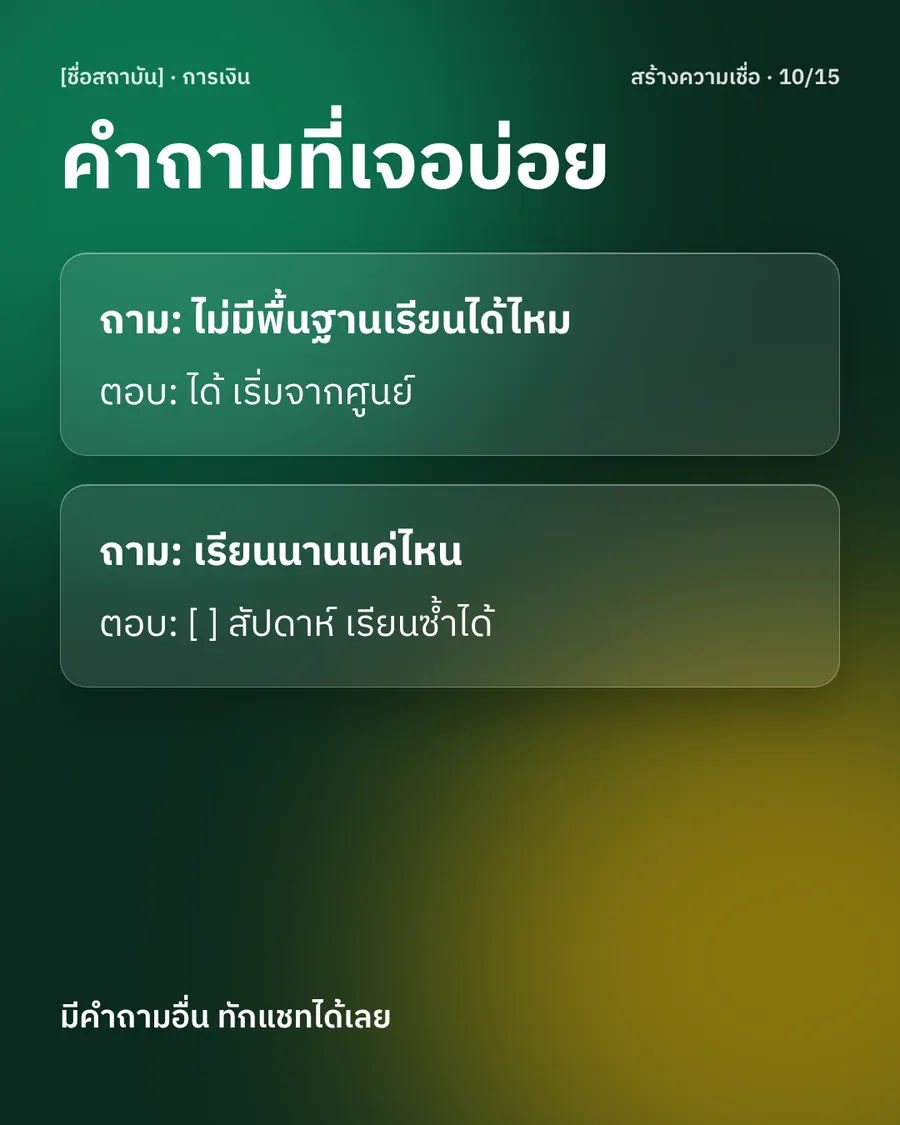 [ชื่อสถาบัน] · การเงิน
สร้างความเชื่อ · 10/15
คำถามที่เจอบ่อย
ถาม: ไม่มีพื้นฐานเรียนได้ไหม
ตอบ: ได้ เริ่มจากศูนย์
ถาม: เรียนนานแค่ไหน
ตอบ: [ ] สัปดาห์ เรียนซ้ำได้
มีคำถามอื่น ทักแชทได้เลย